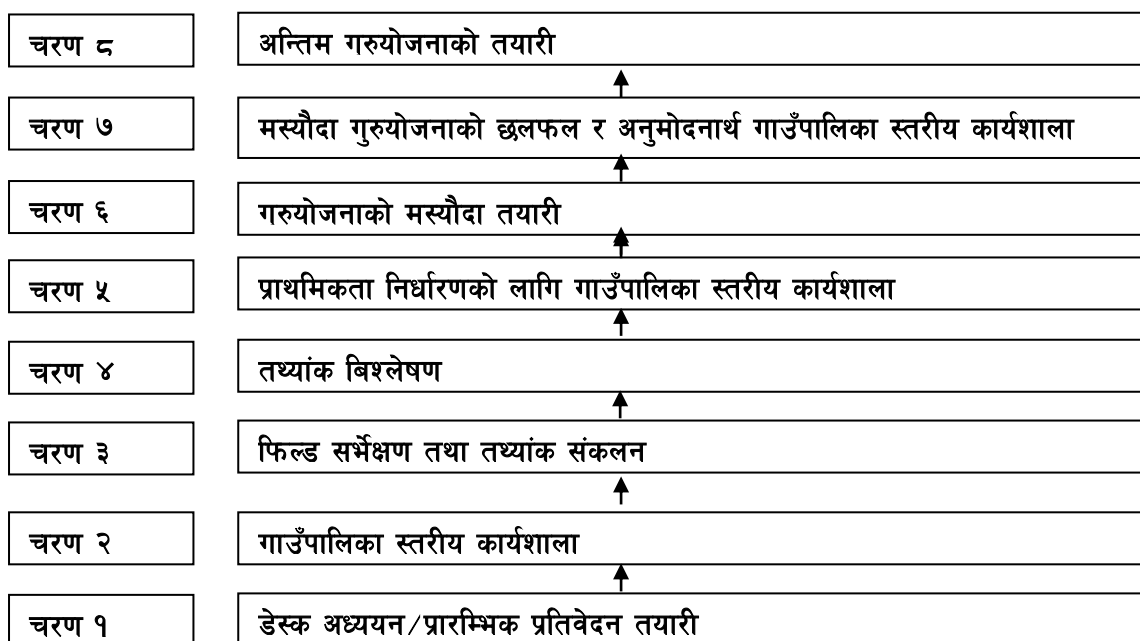 चरण ८ अन्तिम गरुयोजनाको तयारी
चरण ७ मस्यौदा गुरुयोजनाको छलफल र अनुमोदनार्थ गाउँपालिका स्तरीय कार्यशाला
चरण ६ गरुयोजनाको मस्यौदा तयारी
चरण ५ प्राथमिकता निर्धारणको लागि गाउँपालिका स्तरीय कार्यशाला
चरण ४ तथ्यांक बिश्लेषण
चरण ३ फिल्ड सर्भेक्षण तथा तथ्यांक संकलन
चरण २ गाउँपालिका स्तरीय कार्यशाला
चरण १ डेस्क अध्ययन/प्रारम्भिक प्रतिवेदन तयारी